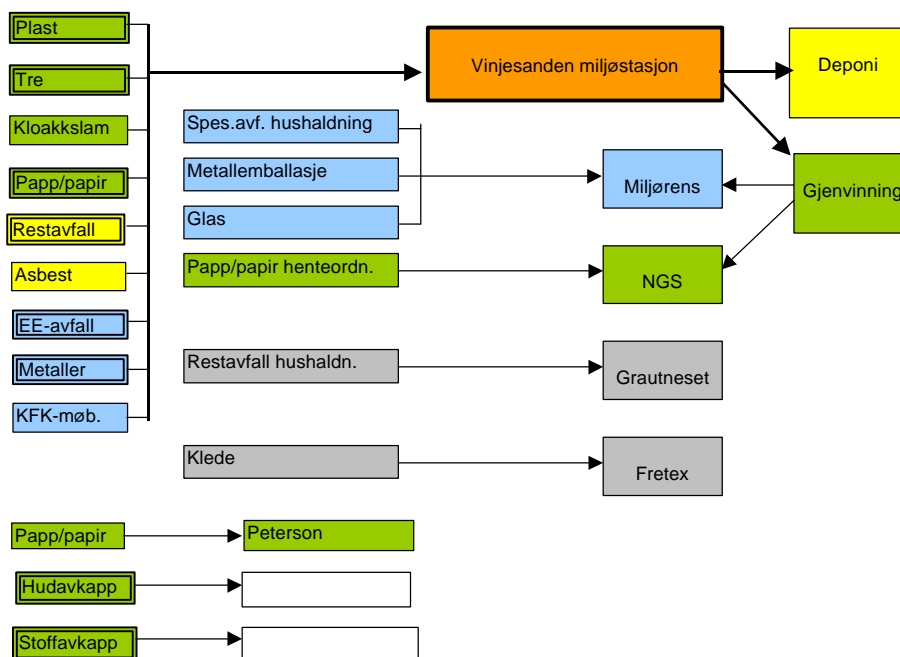 Plast
Vinjesanden miljøstasjon
Deponi
Tre
Kloakkslam
Spes.avf. hushaldning
Papp/papir
Metallemballasje
Miljørens
Gjenvinning
Restavfall
Glas
Asbest
Papp/papir henteordn.
NGS
EE-avfall
Metaller
Restavfall hushaldn.
Grautneset
KFK-møb.
Klede
Fretex
Papp/papir
Peterson
Hudavkapp
Stoffavkapp